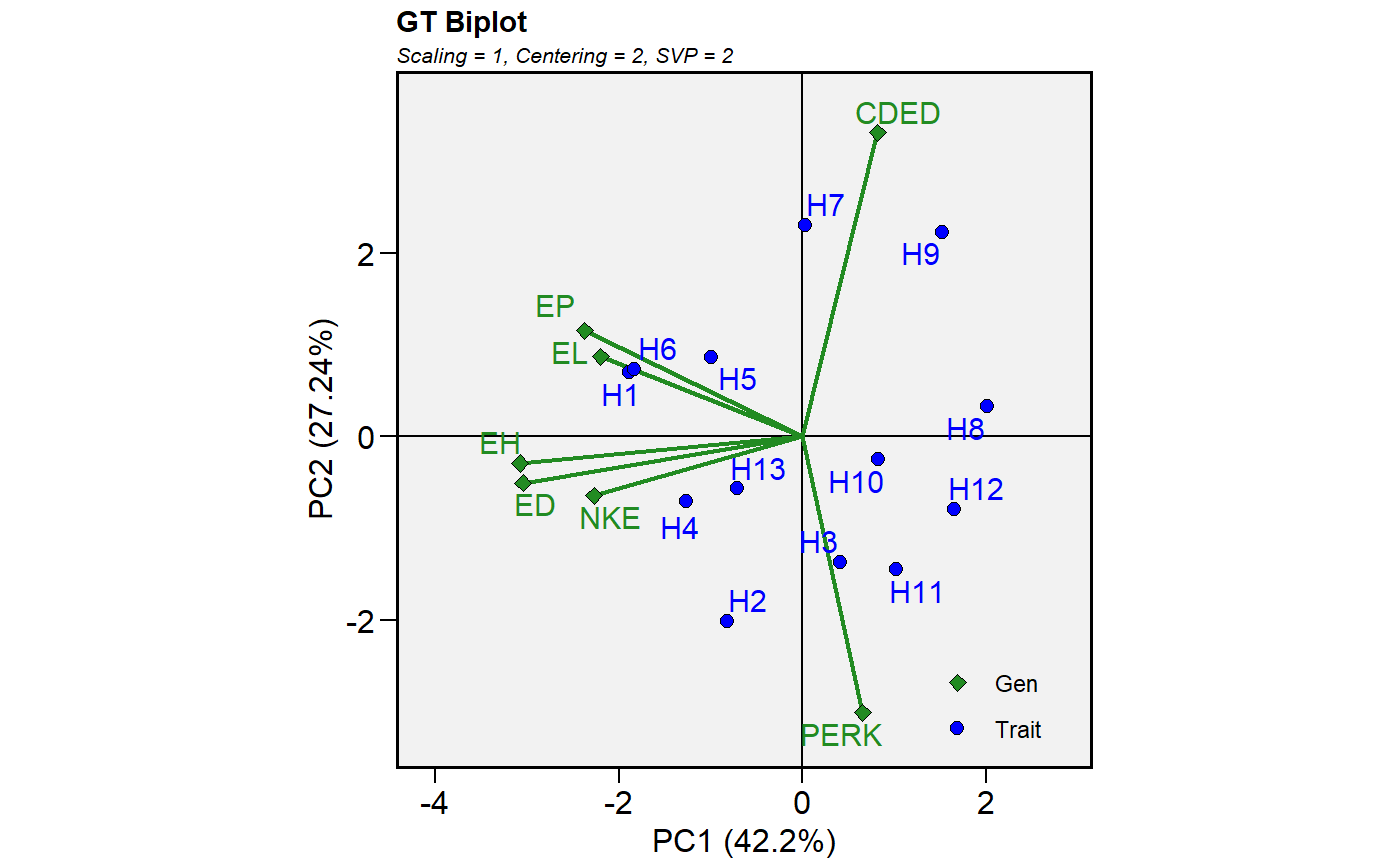 GT Biplot
Scaling = 1, Centering = 2, SVP = 2
CDED
H7
H9
2
EP
H6
EL
H5
H1
0
H8
EH
H13
H10
H12
ED
NKE
H4
H3
H11
H2
-2
Gen
PERK
Trait
PC2 (27.24%)
-4
-2
0
2
PC1 (42.2%)